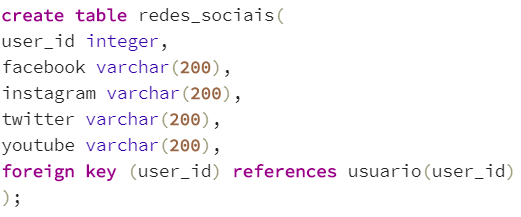 create table redes_sociais(
user_id integer,
facebook varchar(200),
instagram varchar(200),
twitter varchar(200),
youtube varchar(200),
foreign key (user_id) references usuario(user_id)
);